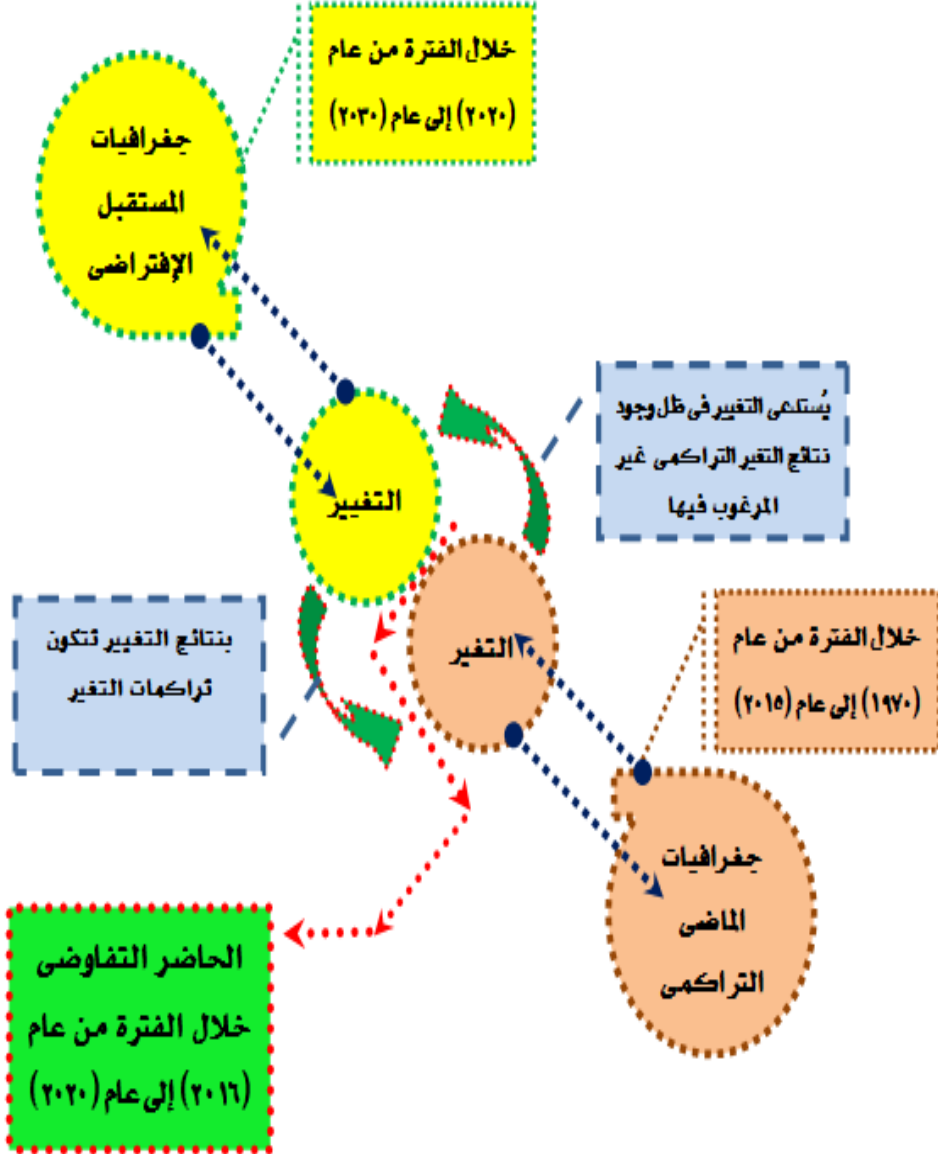 خلال الفترة من عام
(٢٠٢٠) إلى عام (٢٠٣٠)
جغرافيات
المستقبل
الإفتراضى
يُستدعى التغيير فى ظل وجود
نتائج التغير التراكمى غير
المرغوب فيها
التغيير
خلال الفترة من عام
(١٩٧٠) إلى عام (٢٠١٥)
التغير
بنتائج التغيير تتكون
تراكمات التغير
جغرافيات
الماضى
التراكمى
الحاضر التفاوضى
خلال الفترة من عام
(٢٠١٦) إلى عام (٢٠٢٠)